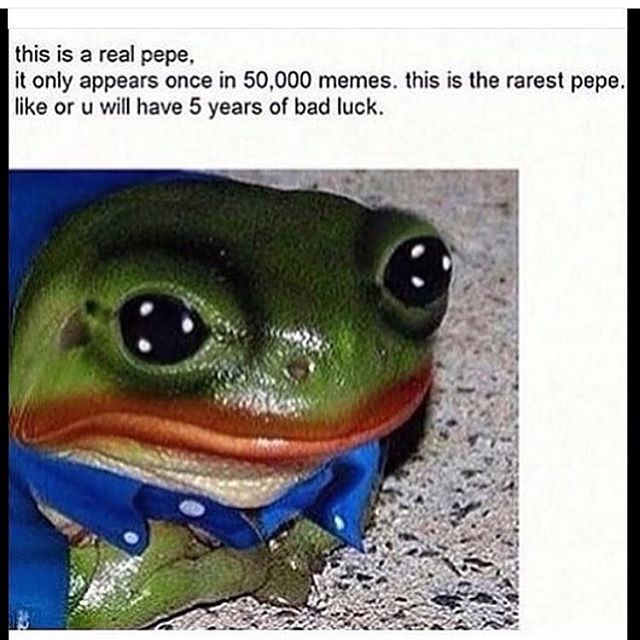 this is a real pepe,
it only appears once in 50,000 memes. this is the rarest pepe.
like or u will have 5 years of bad luck.